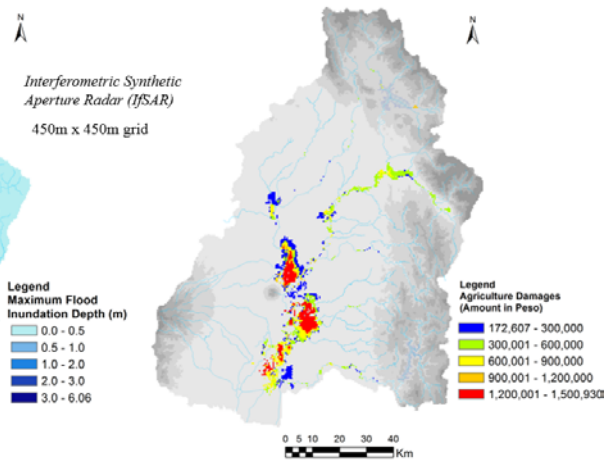 N
N
Interferometric Synthetic
Aperture Radar (IfSAR)
450m x 450m grid
Legend
Maximum Flood
Inundation Depth (m)
0.0 - 0.5
0.5 - 1.0
1.0 - 2.0
2.0 - 3.0
3.0 - 6.06
Legend
Agriculture Damages
(Amount in Peso)
172,607 - 300,000
300,001 - 600,000
600,001 - 900,000
900,001 - 1,200,000
1,200,001 - 1,500,930
0 5 10 20 30 40
Km